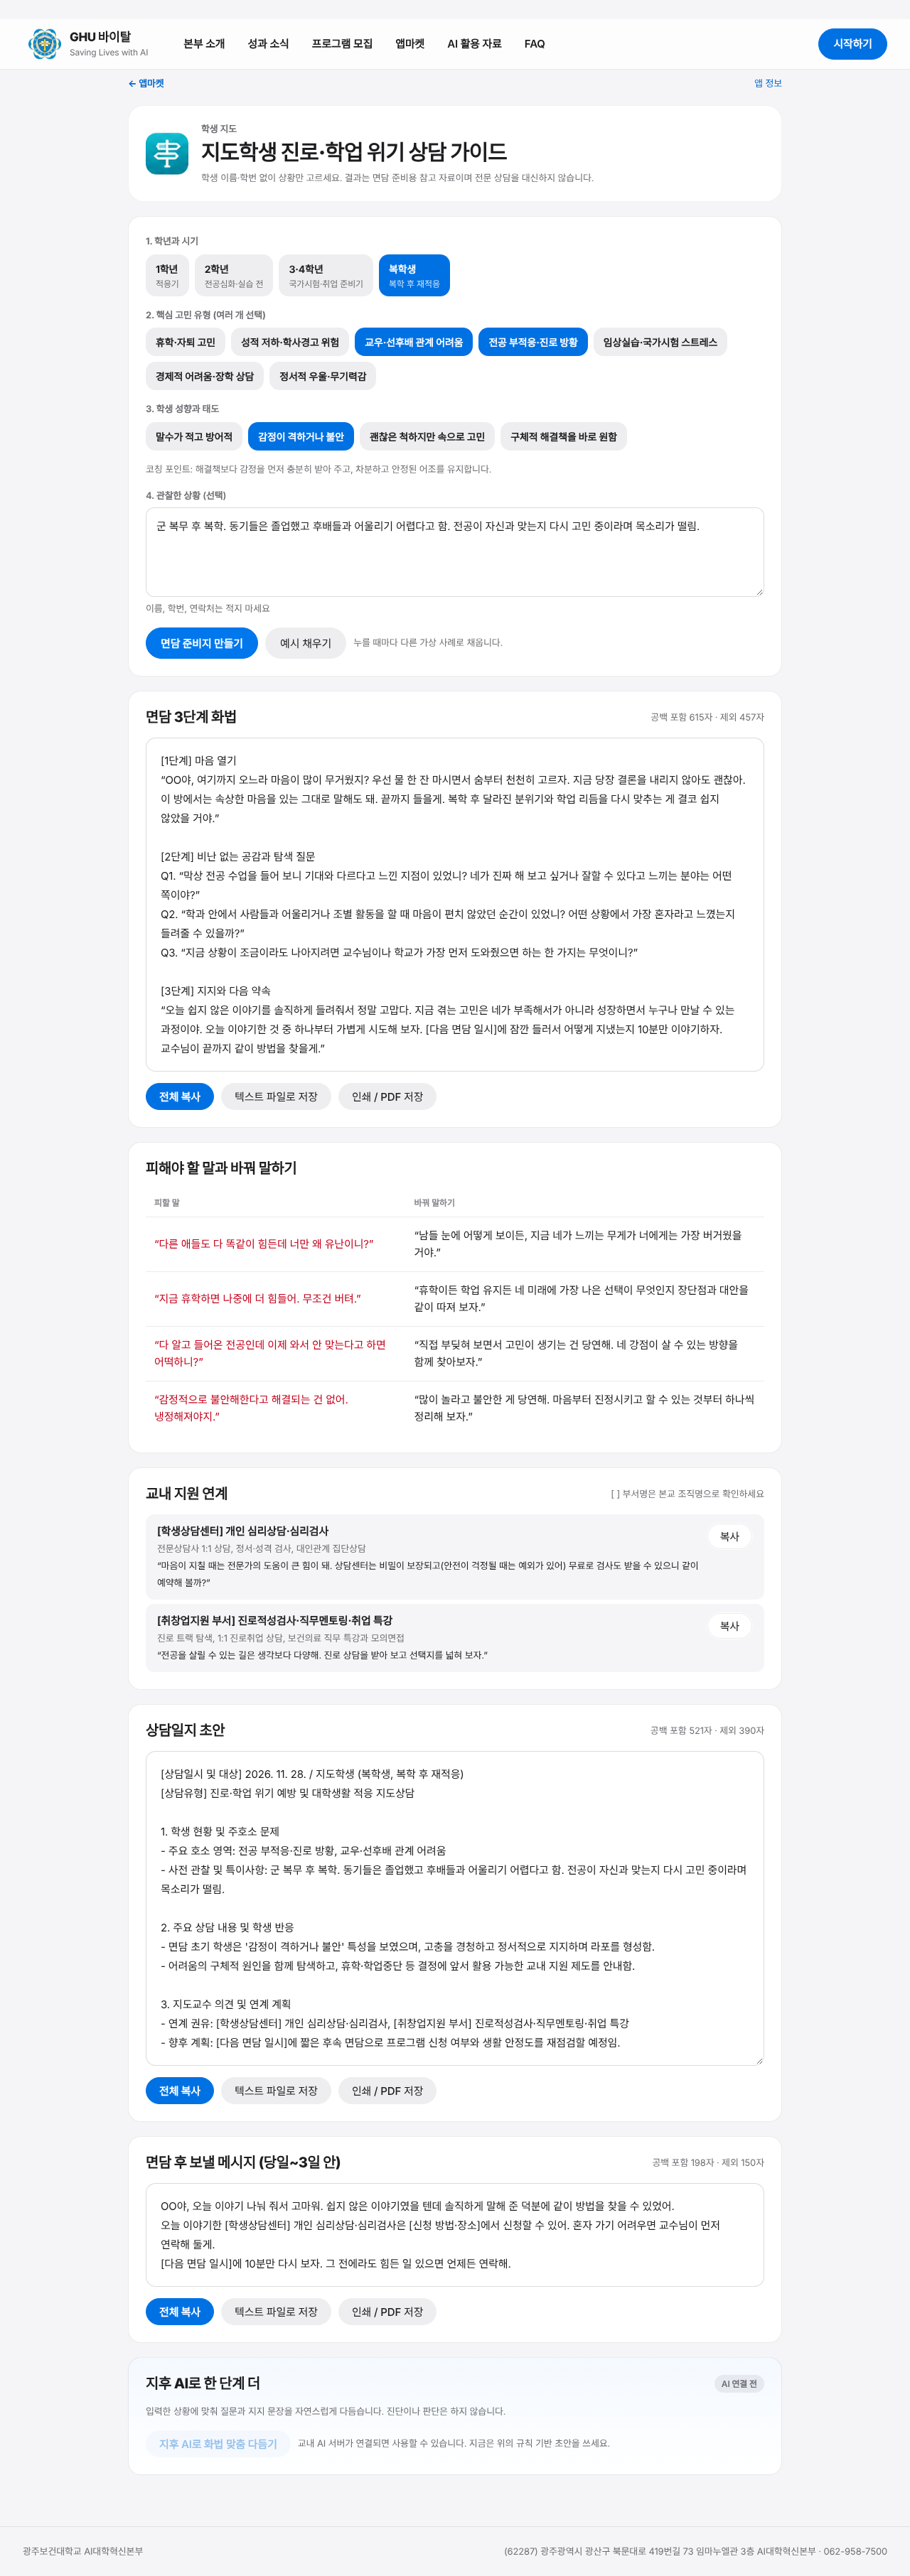 GHU 바이탈
Saving Lives with AI
본부 소개
성과 소식
프로그램 모집
앱마켓
AI 활용 자료
FAQ
시작하기
← 앱마켓
앱 정보
학생 지도
지도학생 진로·학업 위기 상담 가이드
학생 이름·학번 없이 상황만 고르세요. 결과는 면담 준비용 참고 자료이며 전문 상담을 대신하지 않습니다.
1. 학년과 시기
1학년
적응기
2학년
전공심화·실습 전
3·4학년
국가시험·취업 준비기
복학생
복학 후 재적응
2. 핵심 고민 유형 (여러 개 선택)
휴학·자퇴 고민
성적 저하·학사경고 위험
교우·선후배 관계 어려움
전공 부적응·진로 방황
임상실습·국가시험 스트레스
경제적 어려움·장학 상담
정서적 우울·무기력감
3. 학생 성향과 태도
말수가 적고 방어적
감정이 격하거나 불안
괜찮은 척하지만 속으로 고민
구체적 해결책을 바로 원함
코칭 포인트: 해결책보다 감정을 먼저 충분히 받아 주고, 차분하고 안정된 어조를 유지합니다.
4. 관찰한 상황 (선택)
군 복무 후 복학. 동기들은 졸업했고 후배들과 어울리기 어렵다고 함. 전공이 자신과 맞는지 다시 고민 중이라며 목소리가 떨림.
이름, 학번, 연락처는 적지 마세요
면담 준비지 만들기
예시 채우기
누를 때마다 다른 가상 사례로 채웁니다.
면담 3단계 화법
공백 포함 615자 · 제외 457자
[1단계] 마음 열기
“OO야, 여기까지 오느라 마음이 많이 무거웠지? 우선 물 한 잔 마시면서 숨부터 천천히 고르자. 지금 당장 결론을 내리지 않아도 괜찮아.
이 방에서는 속상한 마음을 있는 그대로 말해도 돼. 끝까지 들을게. 복학 후 달라진 분위기와 학업 리듬을 다시 맞추는 게 결코 쉽지
않았을 거야.”
[2단계] 비난 없는 공감과 탐색 질문
Q1. “막상 전공 수업을 들어 보니 기대와 다르다고 느낀 지점이 있었니? 네가 진짜 해 보고 싶거나 잘할 수 있다고 느끼는 분야는 어떤
쪽이야?”
Q2. “학과 안에서 사람들과 어울리거나 조별 활동을 할 때 마음이 편치 않았던 순간이 있었니? 어떤 상황에서 가장 혼자라고 느꼈는지
들려줄 수 있을까?”
Q3. “지금 상황이 조금이라도 나아지려면 교수님이나 학교가 가장 먼저 도와줬으면 하는 한 가지는 무엇이니?”
[3단계] 지지와 다음 약속
“오늘 쉽지 않은 이야기를 솔직하게 들려줘서 정말 고맙다. 지금 겪는 고민은 네가 부족해서가 아니라 성장하면서 누구나 만날 수 있는
과정이야. 오늘 이야기한 것 중 하나부터 가볍게 시도해 보자. [다음 면담 일시]에 잠깐 들러서 어떻게 지냈는지 10분만 이야기하자.
교수님이 끝까지 같이 방법을 찾을게.”
전체 복사
텍스트 파일로 저장
인쇄 / PDF 저장
피해야 할 말과 바꿔 말하기
피할 말
바꿔 말하기
“다른 애들도 다 똑같이 힘든데 너만 왜 유난이니?”
“남들 눈에 어떻게 보이든, 지금 네가 느끼는 무게가 너에게는 가장 버거웠을
거야.”
“지금 휴학하면 나중에 더 힘들어. 무조건 버텨.”
“휴학이든 학업 유지든 네 미래에 가장 나은 선택이 무엇인지 장단점과 대안을
같이 따져 보자.”
“다 알고 들어온 전공인데 이제 와서 안 맞는다고 하면
어떡하니?”
“직접 부딪혀 보면서 고민이 생기는 건 당연해. 네 강점이 살 수 있는 방향을
함께 찾아보자.”
“감정적으로 불안해한다고 해결되는 건 없어.
냉정해져야지.”
“많이 놀라고 불안한 게 당연해. 마음부터 진정시키고 할 수 있는 것부터 하나씩
정리해 보자.”
교내 지원 연계
[ ] 부서명은 본교 조직명으로 확인하세요
[학생상담센터] 개인 심리상담·심리검사
전문상담사 1:1 상담, 정서·성격 검사, 대인관계 집단상담
“마음이 지칠 때는 전문가의 도움이 큰 힘이 돼. 상담센터는 비밀이 보장되고(안전이 걱정될 때는 예외가 있어) 무료로 검사도 받을 수 있으니 같이
예약해 볼까?”
복사
[취창업지원 부서] 진로적성검사·직무멘토링·취업 특강
진로 트랙 탐색, 1:1 진로취업 상담, 보건의료 직무 특강과 모의면접
“전공을 살릴 수 있는 길은 생각보다 다양해. 진로 상담을 받아 보고 선택지를 넓혀 보자.”
복사
상담일지 초안
공백 포함 521자 · 제외 390자
[상담일시 및 대상] 2026. 11. 28. / 지도학생 (복학생, 복학 후 재적응)
[상담유형] 진로·학업 위기 예방 및 대학생활 적응 지도상담
1. 학생 현황 및 주호소 문제
- 주요 호소 영역: 전공 부적응·진로 방황, 교우·선후배 관계 어려움
- 사전 관찰 및 특이사항: 군 복무 후 복학. 동기들은 졸업했고 후배들과 어울리기 어렵다고 함. 전공이 자신과 맞는지 다시 고민 중이라며
목소리가 떨림.
2. 주요 상담 내용 및 학생 반응
- 면담 초기 학생은 '감정이 격하거나 불안' 특성을 보였으며, 고충을 경청하고 정서적으로 지지하며 라포를 형성함.
- 어려움의 구체적 원인을 함께 탐색하고, 휴학·학업중단 등 결정에 앞서 활용 가능한 교내 지원 제도를 안내함.
3. 지도교수 의견 및 연계 계획
- 연계 권유: [학생상담센터] 개인 심리상담·심리검사, [취창업지원 부서] 진로적성검사·직무멘토링·취업 특강
- 향후 계획: [다음 면담 일시]에 짧은 후속 면담으로 프로그램 신청 여부와 생활 안정도를 재점검할 예정임.
전체 복사
텍스트 파일로 저장
인쇄 / PDF 저장
면담 후 보낼 메시지 (당일~3일 안)
공백 포함 198자 · 제외 150자
OO야, 오늘 이야기 나눠 줘서 고마워. 쉽지 않은 이야기였을 텐데 솔직하게 말해 준 덕분에 같이 방법을 찾을 수 있었어.
오늘 이야기한 [학생상담센터] 개인 심리상담·심리검사은 [신청 방법·장소]에서 신청할 수 있어. 혼자 가기 어려우면 교수님이 먼저
연락해 둘게.
[다음 면담 일시]에 10분만 다시 보자. 그 전에라도 힘든 일 있으면 언제든 연락해.
전체 복사
텍스트 파일로 저장
인쇄 / PDF 저장
지후 AI로 한 단계 더
AI 연결 전
입력한 상황에 맞춰 질문과 지지 문장을 자연스럽게 다듬습니다. 진단이나 판단은 하지 않습니다.
지후 AI로 화법 맞춤 다듬기
교내 AI 서버가 연결되면 사용할 수 있습니다. 지금은 위의 규칙 기반 초안을 쓰세요.
광주보건대학교 AI대학혁신본부
(62287) 광주광역시 광산구 북문대로 419번길 73 임마누엘관 3층 AI대학혁신본부 · 062-958-7500